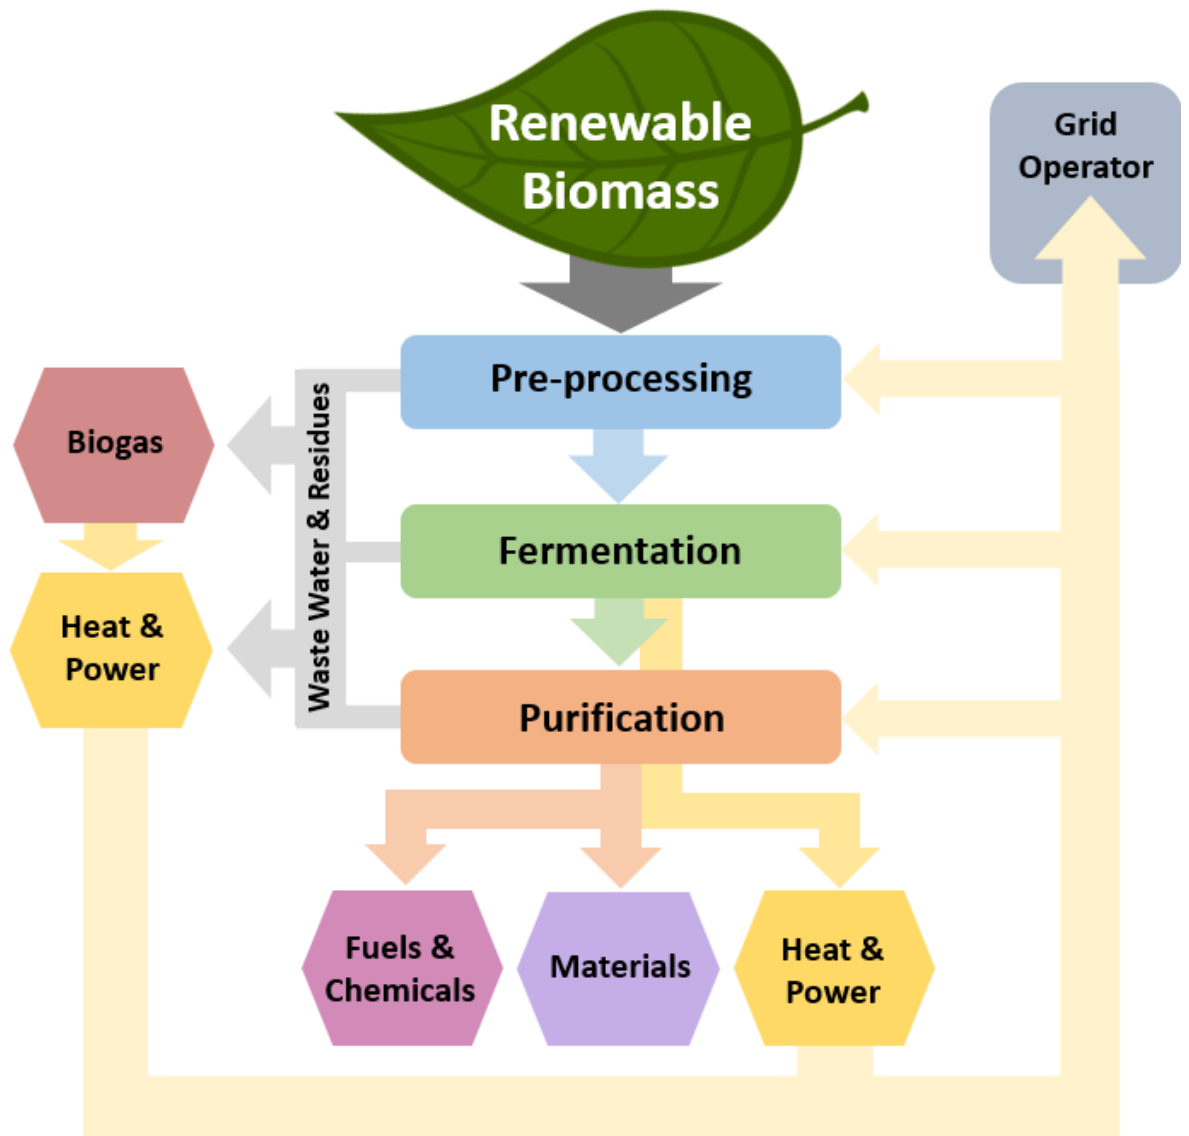 Renewable
Biomass
Grid
Operator
Pre-processing
Biogas
Waste Water & Residues
Fermentation
Heat &
Power
Purification
Fuels &
Chemicals
Materials
Heat &
Power